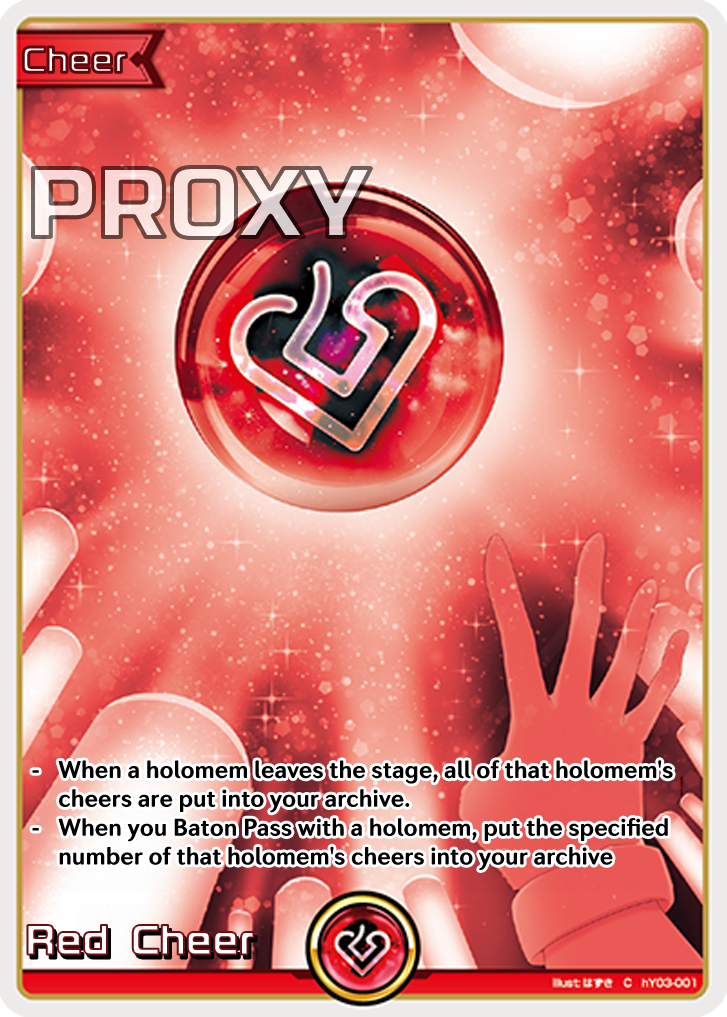 Cheer
PROXY
- When a holomem leaves the stage, all of that holomem's
cheers are put into your archive.
- When you Baton Pass with a holomem, put the specified
number of that holomem's cheers into your archive
Red Cheer
Illust: はずき C hY03-001